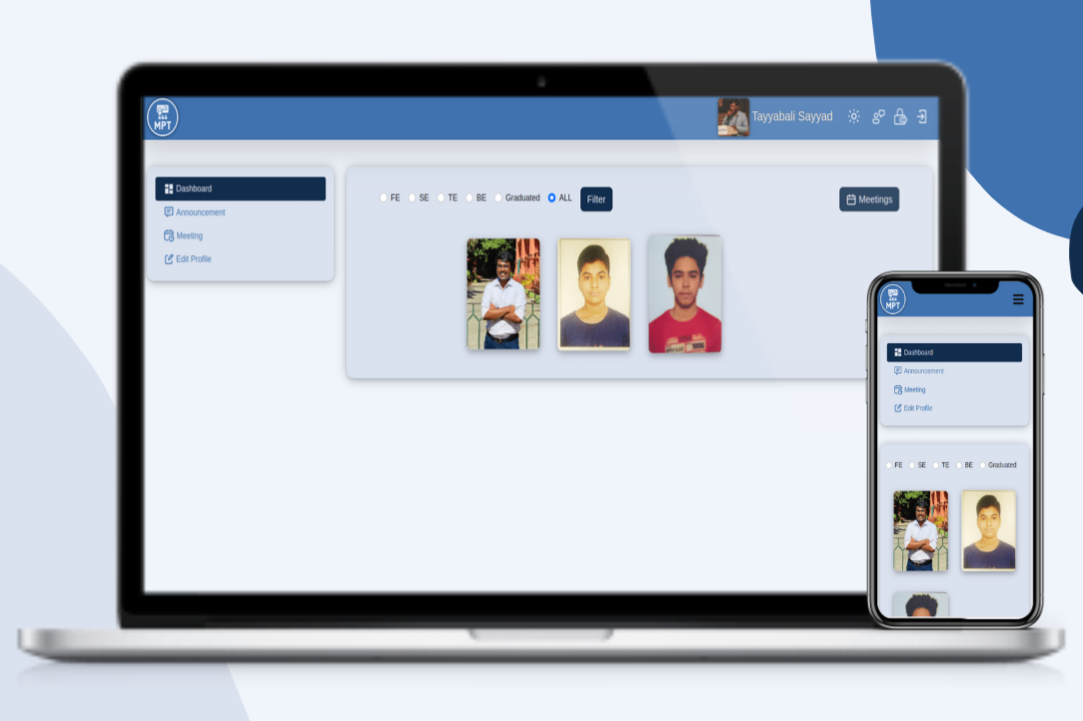 MPT
Tayyabali Sayyad
Dashboard
Announcement
Meeting
Edit Profile
FE SE TE BE Graduated ALL Filter
Meetings
MPT
Dashboard
Announcement
Meeting
Edit Profile
FE SE TE BE Graduated